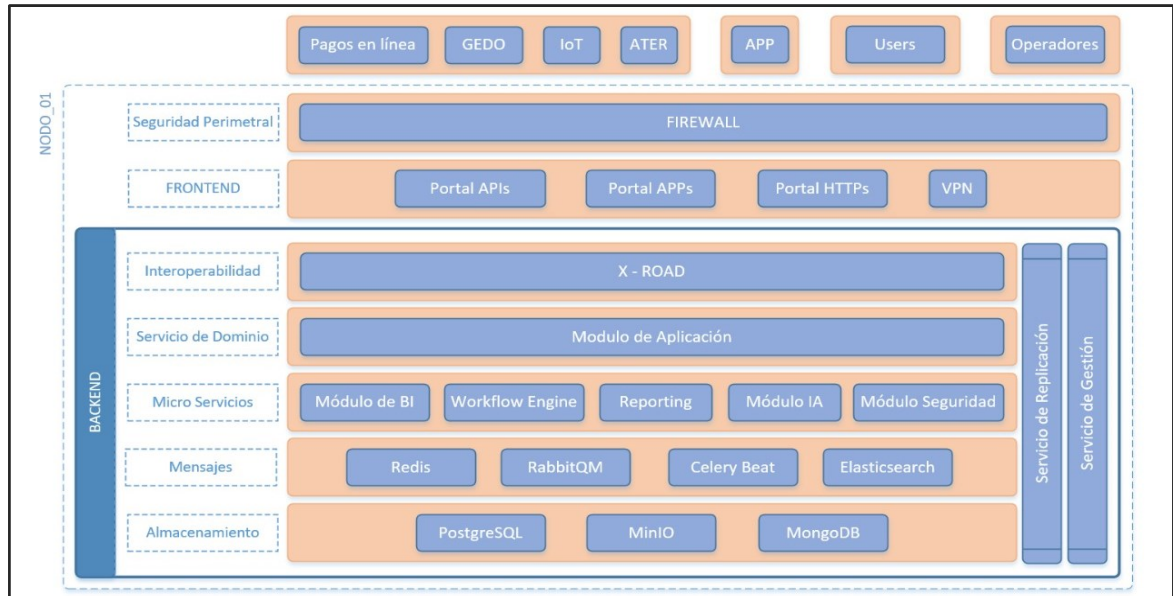 Pagos en línea
GEDO
IoT
ATER
APP
Users
Operadores
NODO_01
Seguridad Perimetral
FIREWALL
FRONTEND
Portal APIs
Portal APPs
Portal HTTPs
VPN
BACKEND
Interoperabilidad
X - ROAD
Servicio de Dominio
Modulo de Aplicación
Micro Servicios
Módulo de BI
Workflow Engine
Reporting
Módulo IA
Módulo Seguridad
Mensajes
Redis
RabbitQM
Celery Beat
Elasticsearch
Almacenamiento
PostgreSQL
MinIO
MongoDB
Servicio de Replicación
Servicio de Gestión